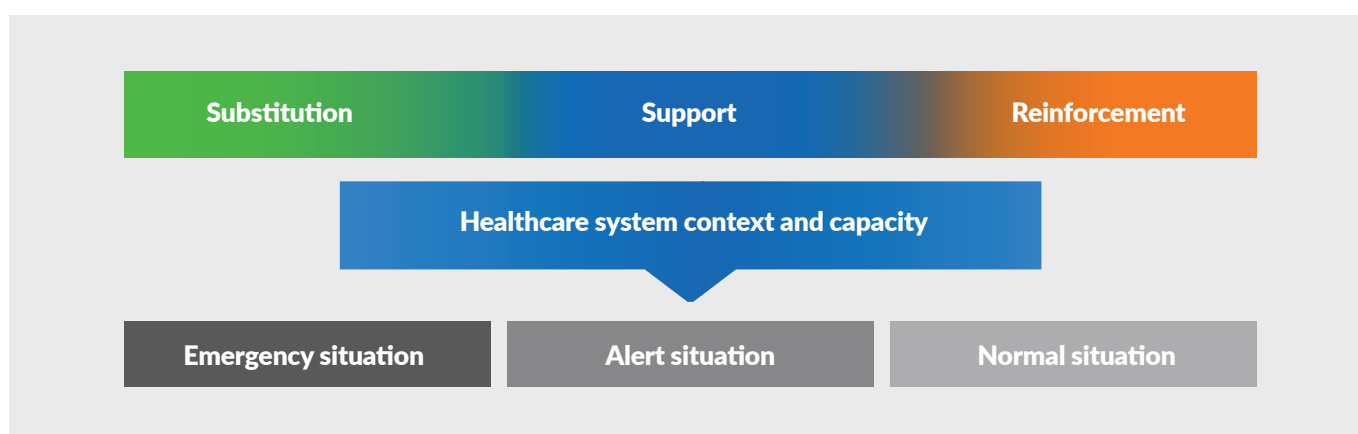 Substitution Support Reinforcement
Healthcare system context and capacity
Emergency situation Alert situation Normal situation